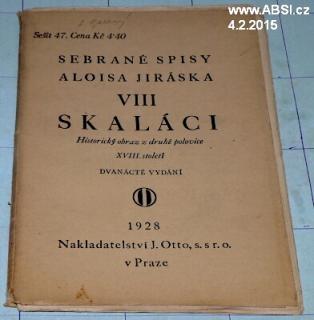 www.ABSI.cz
4.2.2015
Sešit 47. Cena Kč 4·40
SEBRANÉ SPISY
ALOISA JIRÁSKA
VIII
SKALÁCI
Historický obraz z druhé polovice
XVIII. století
DVANÁCTÉ VYDÁNÍ
1928
Nakladatelství J. Otto, s. s r. o.
v Praze